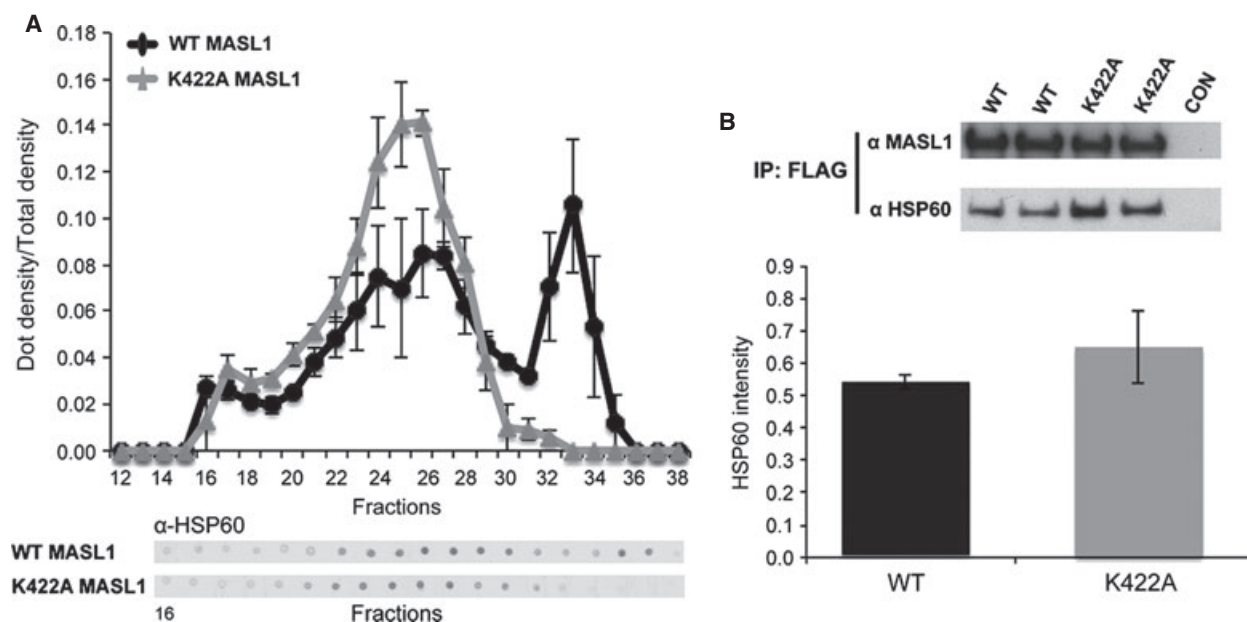 A
Dot density/Total density
0.18
0.16
0.14
0.12
0.10
0.08
0.06
0.04
0.02
0.00
WT MASL1
K422A MASL1
12 14 16 18 20 22 24 26 28 30 32 34 36 38
Fractions
α-HSP60
WT MASL1
K422A MASL1
16 Fractions
B
WT WT K422A K422A CON
IP: FLAG
α MASL1
α HSP60
HSP60 intensity
0.9
0.8
0.7
0.6
0.5
0.4
0.3
0.2
0.1
0.0
WT K422A